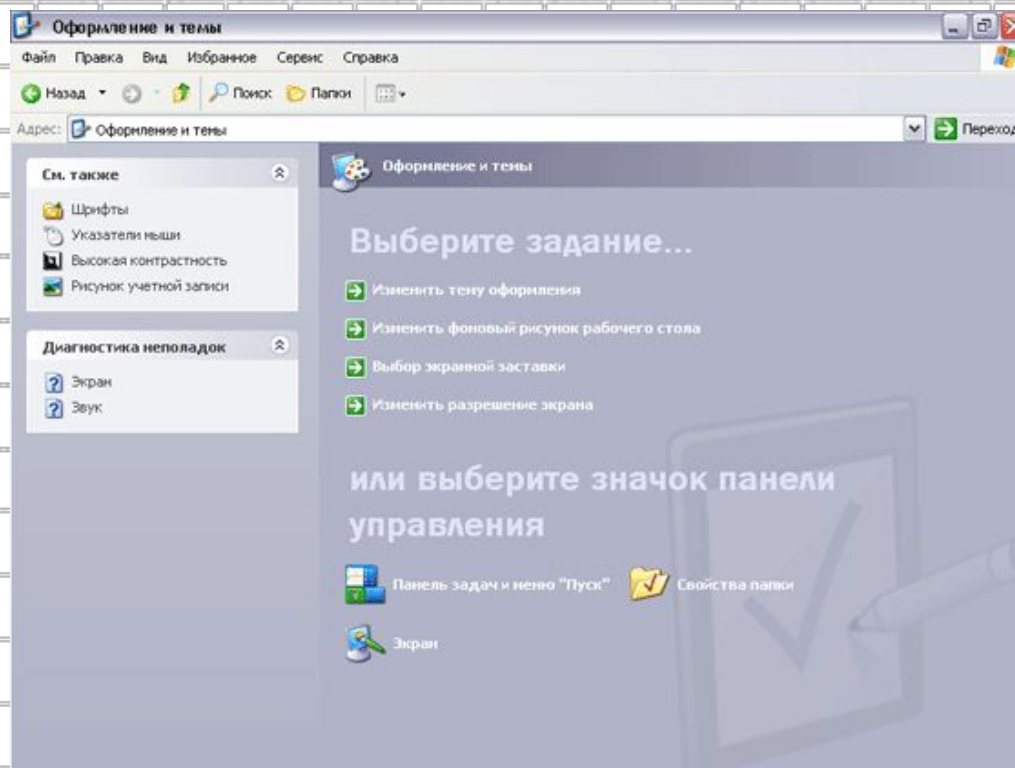 Оформление и темы
Файл Правка Вид Избранное Сервис Справка
Назад Поиск Папки
Адрес: Оформление и темы Переход
См. также
Шрифты
Указатели мыши
Высокая контрастность
Рисунок учетной записи
Диагностика неполадок
Экран
Звук
Оформление и темы
Выберите задание...
Изменить тему оформления
Изменить фоновый рисунок рабочего стола
Выбор экранной заставки
Изменить разрешение экрана
или выберите значок панели
управления
Панель задач и меню "Пуск" Свойства папки
Экран